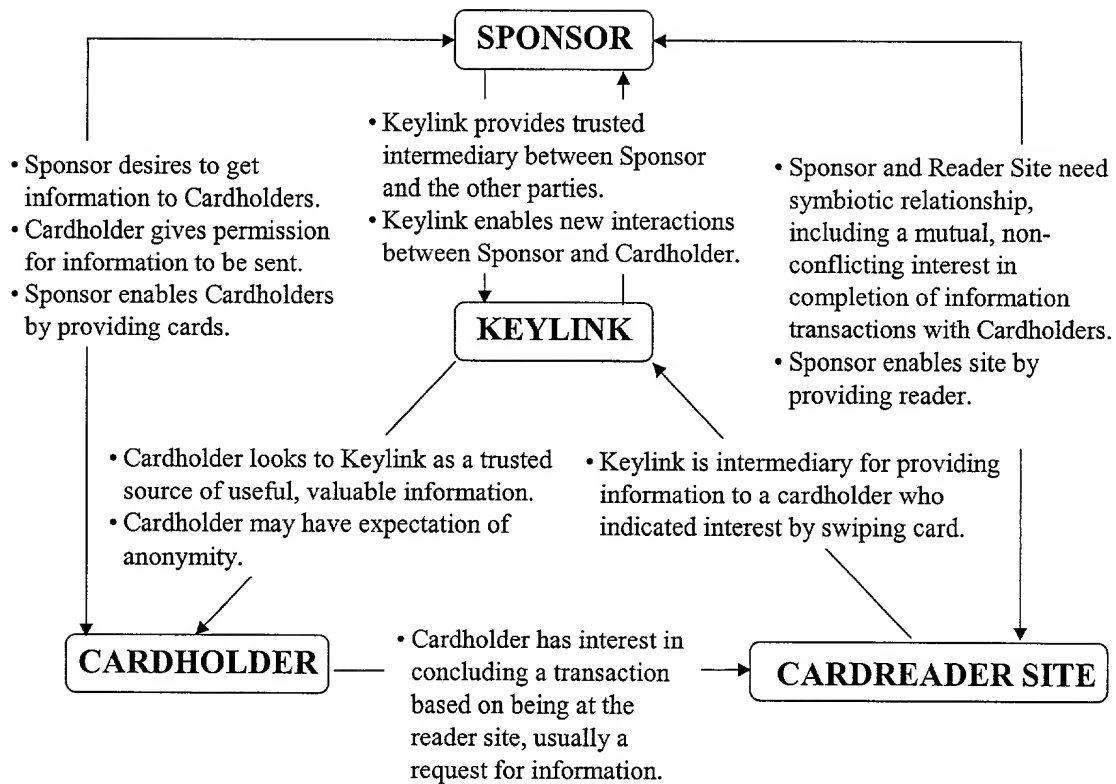 SPONSOR
• Keylink provides trusted
intermediary between Sponsor
and the other parties.
• Keylink enables new interactions
between Sponsor and Cardholder.
• Sponsor desires to get
information to Cardholders.
• Cardholder gives permission
for information to be sent.
• Sponsor enables Cardholders
by providing cards.
• Sponsor and Reader Site need
symbiotic relationship,
including a mutual, non-
conflicting interest in
completion of information
transactions with Cardholders.
• Sponsor enables site by
providing reader.
KEYLINK
• Cardholder looks to Keylink as a trusted
source of useful, valuable information.
• Cardholder may have expectation of
anonymity.
• Keylink is intermediary for providing
information to a cardholder who
indicated interest by swiping card.
CARDHOLDER
• Cardholder has interest in
concluding a transaction
based on being at the
reader site, usually a
request for information.
CARDREADER SITE